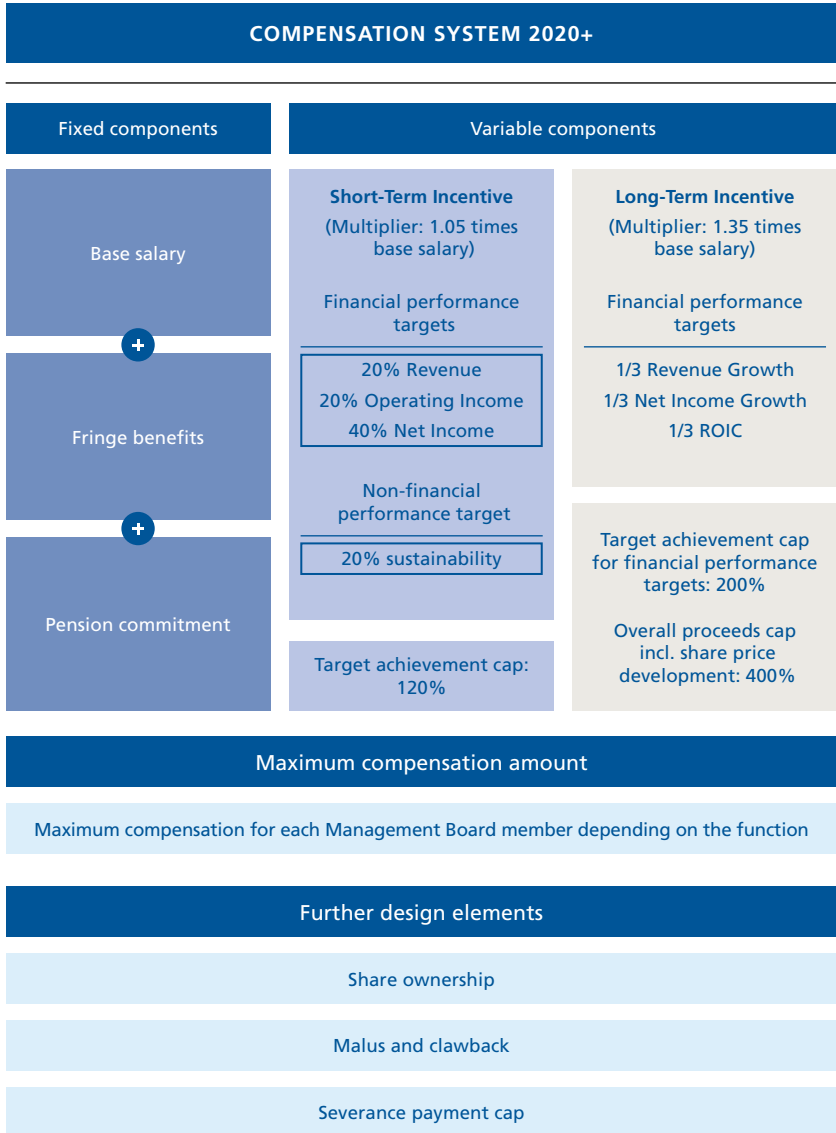 COMPENSATION SYSTEM 2020+
Fixed components
Variable components
Base salary
+
Fringe benefits
+
Pension commitment
Short-Term Incentive
(Multiplier: 1.05 times
base salary)
Financial performance
targets
20% Revenue
20% Operating Income
40% Net Income
Non-financial
performance target
20% sustainability
Target achievement cap:
120%
Long-Term Incentive
(Multiplier: 1.35 times
base salary)
Financial performance
targets
1/3 Revenue Growth
1/3 Net Income Growth
1/3 ROIC
Target achievement cap
for financial performance
targets: 200%
Overall proceeds cap
incl. share price
development: 400%
Maximum compensation amount
Maximum compensation for each Management Board member depending on the function
Further design elements
Share ownership
Malus and clawback
Severance payment cap